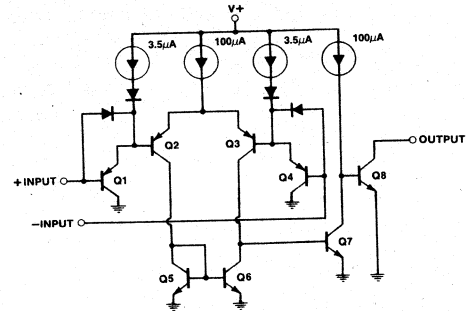 V+
3.5μA 100μA 3.5μA 100μA
Q2 Q3 OUTPUT
+INPUT Q1 Q4 Q8
−INPUT
Q7
Q5 Q6